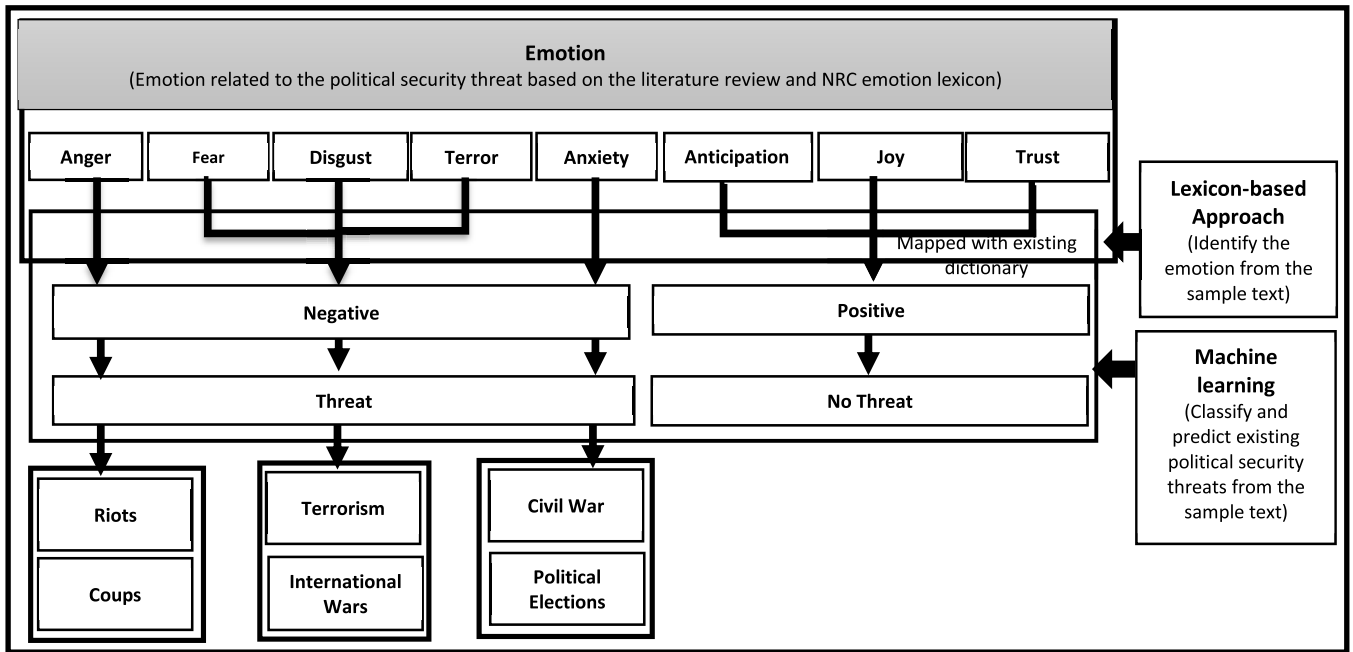 Emotion
(Emotion related to the political security threat based on the literature review and NRC emotion lexicon)
Anger
Fear
Disgust
Terror
Anxiety
Anticipation
Joy
Trust
Lexicon-based
Approach
(Identify the
emotion from the
sample text)
Mapped with existing
dictionary
Negative
Positive
Machine
learning
(Classify and
predict existing
political security
threats from the
sample text)
Threat
No Threat
Riots
Coups
Terrorism
International
Wars
Civil War
Political
Elections